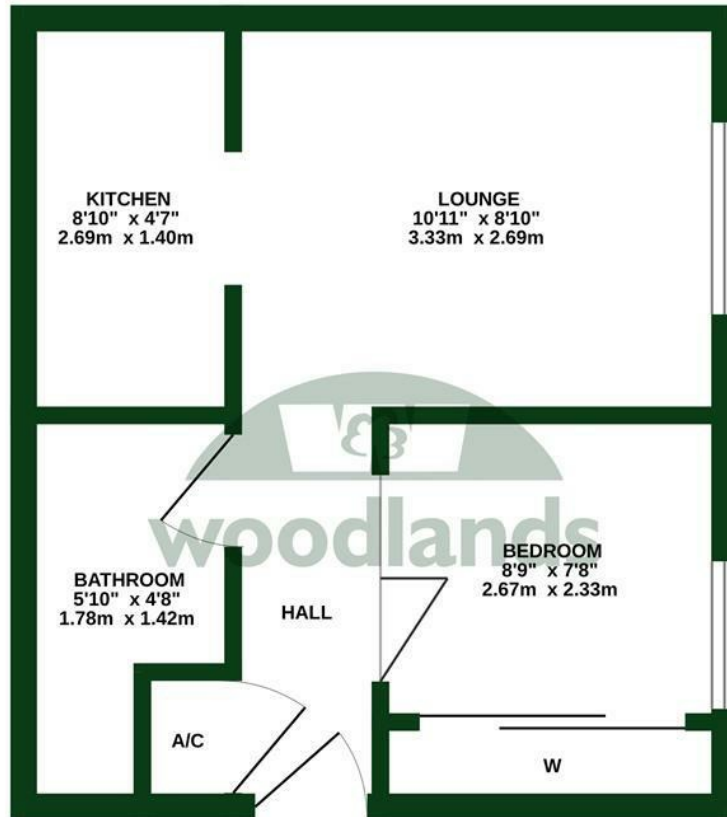 KITCHEN
8'10" x 4'7"
2.69m x 1.40m
LOUNGE
10'11" x 8'10"
3.33m x 2.69m
woodlands
BATHROOM
5'10" x 4'8"
1.78m x 1.42m
HALL
BEDROOM
8'9" x 7'8"
2.67m x 2.33m
A/C
W